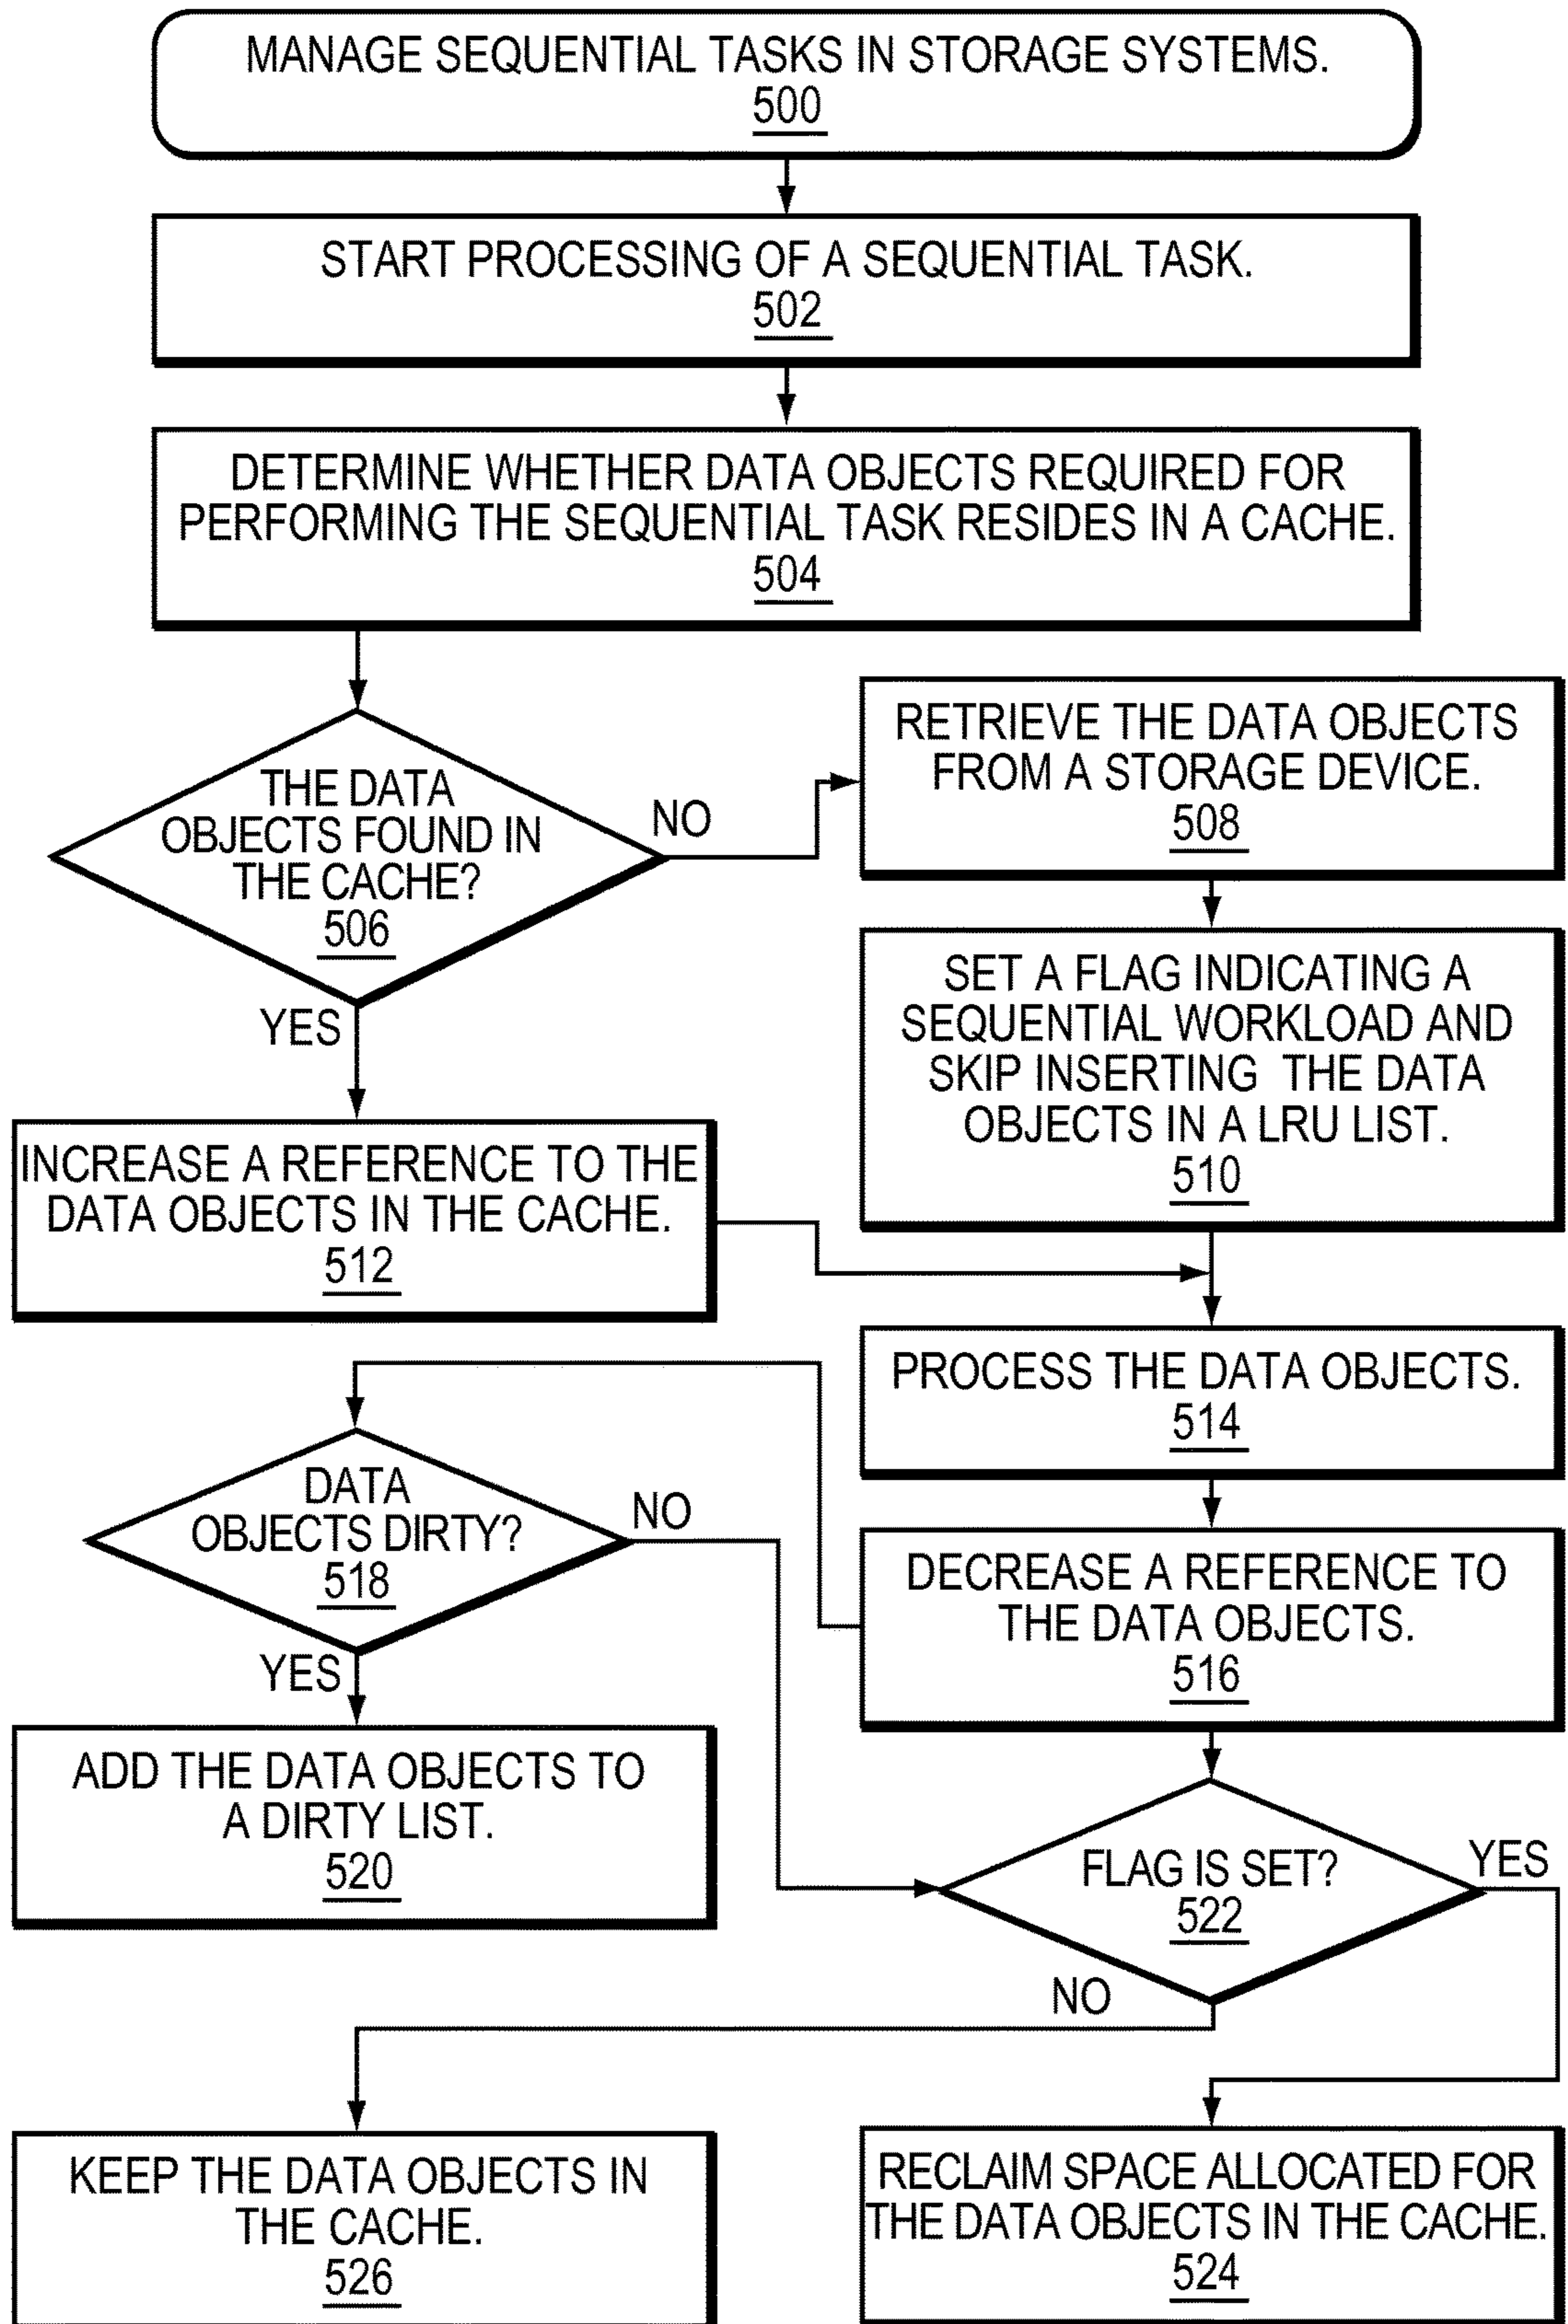 MANAGE SEQUENTIAL TASKS IN STORAGE SYSTEMS.
500
START PROCESSING OF A SEQUENTIAL TASK.
502
DETERMINE WHETHER DATA OBJECTS REQUIRED FOR
PERFORMING THE SEQUENTIAL TASK RESIDES IN A CACHE.
504
THE DATA
OBJECTS FOUND IN
THE CACHE?
506
NO
YES
RETRIEVE THE DATA OBJECTS
FROM A STORAGE DEVICE.
508
SET A FLAG INDICATING A
SEQUENTIAL WORKLOAD AND
SKIP INSERTING THE DATA
OBJECTS IN A LRU LIST.
510
INCREASE A REFERENCE TO THE
DATA OBJECTS IN THE CACHE.
512
PROCESS THE DATA OBJECTS.
514
DECREASE A REFERENCE TO
THE DATA OBJECTS.
516
DATA
OBJECTS DIRTY?
518
NO
YES
ADD THE DATA OBJECTS TO
A DIRTY LIST.
520
FLAG IS SET?
522
YES
NO
KEEP THE DATA OBJECTS IN
THE CACHE.
526
RECLAIM SPACE ALLOCATED FOR
THE DATA OBJECTS IN THE CACHE.
524